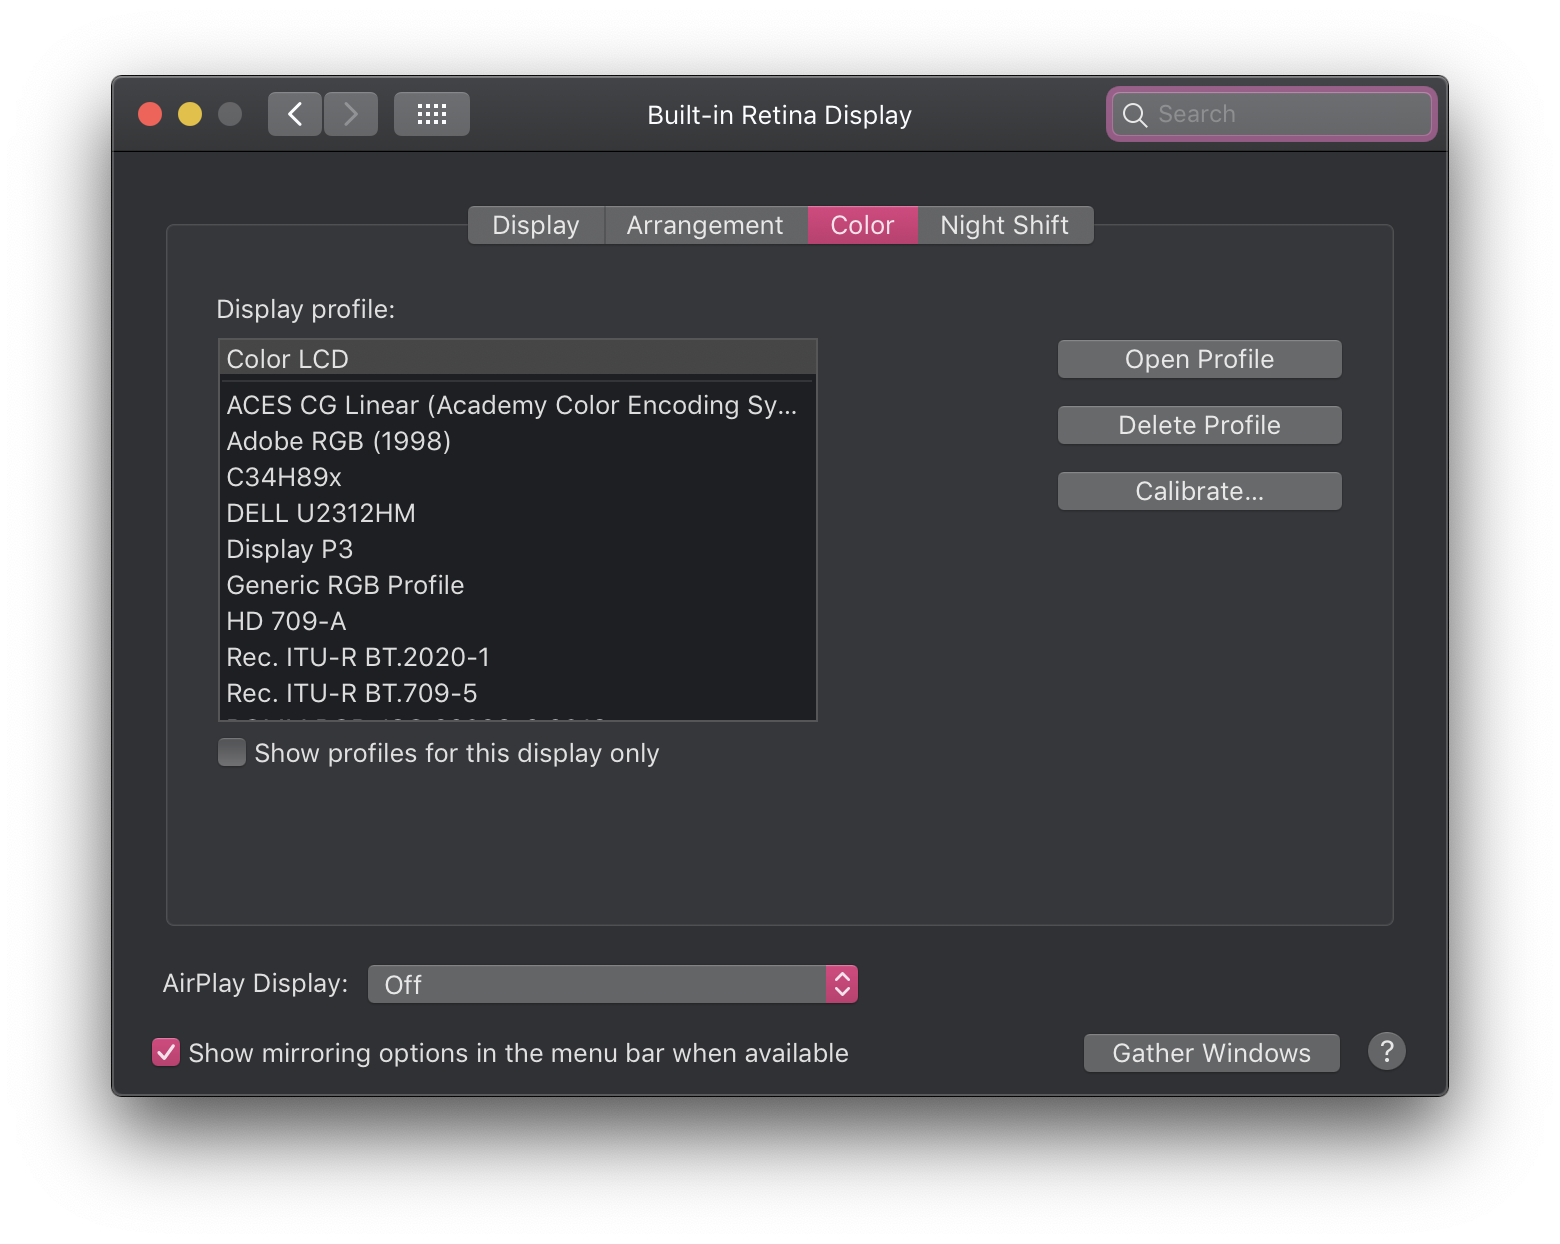 Built-in Retina Display
Search
Display
Arrangement
Color
Night Shift
Display profile:
Color LCD
ACES CG Linear (Academy Color Encoding Sy...
Adobe RGB (1998)
C34H89x
DELL U2312HM
Display P3
Generic RGB Profile
HD 709-A
Rec. ITU-R BT.2020-1
Rec. ITU-R BT.709-5
Show profiles for this display only
Open Profile
Delete Profile
Calibrate...
AirPlay Display:
Off
Show mirroring options in the menu bar when available
Gather Windows
?